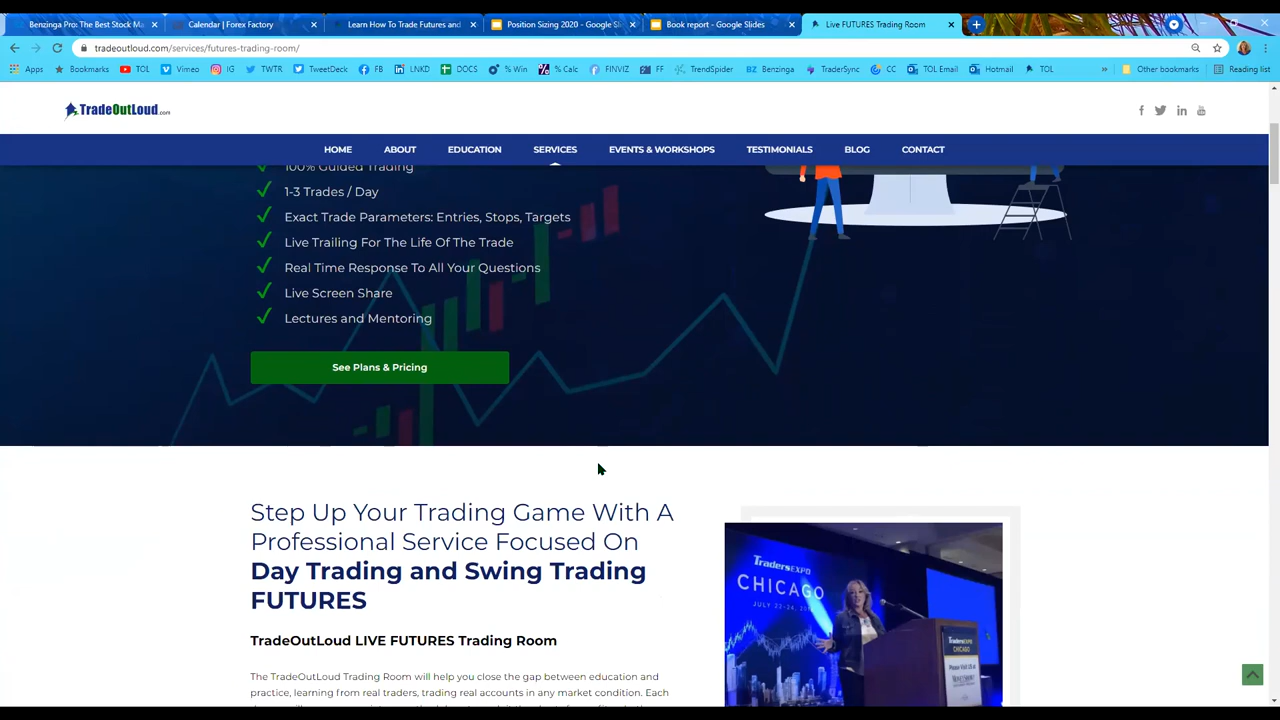 Benzinga Pro: The Best Stock Ma
Calendar | Forex Factory
Learn How To Trade Futures and
Position Sizing 2020 - Google Sl
Book report - Google Slides
Live FUTURES Trading Room
tradeoutloud.com/services/futures-trading-room/
Apps
Bookmarks
TOL
Vimeo
IG
TWTR
TweetDeck
FB
LNKD
DOCS
% Win
% Calc
FINVIZ
FF
TrendSpider
Benzinga
TraderSync
CC
TOL Email
Hotmail
TOL
»
Other bookmarks
Reading list
TradeOutLoud.com
HOME
ABOUT
EDUCATION
SERVICES
EVENTS & WORKSHOPS
TESTIMONIALS
BLOG
CONTACT
100% Guided Trading
1-3 Trades / Day
Exact Trade Parameters: Entries, Stops, Targets
Live Trailing For The Life Of The Trade
Real Time Response To All Your Questions
Live Screen Share
Lectures and Mentoring
See Plans & Pricing
Step Up Your Trading Game With A
Professional Service Focused On
Day Trading and Swing Trading
FUTURES
TradeOutLoud LIVE FUTURES Trading Room
The TradeOutLoud Trading Room will help you close the gap between education and
practice, learning from real traders, trading real accounts in any market condition. Each
TradersEXPO
CHICAGO
JULY 22-24,
TradersEXPO
CHICAGO